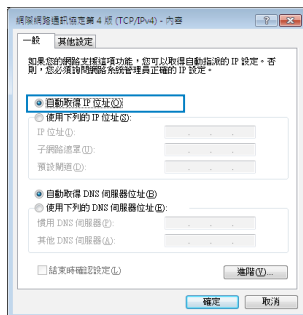 網際網路通訊協定第 4 版 (TCP/IPv4) - 內容
一般
其他設定
如果您的網路支援這項功能，您可以取得自動指派的 IP 設定。否
則，您必須詢問網路系統管理員正確的 IP 設定。
自動取得 IP 位址(O)
使用下列的 IP 位址(S):
IP 位址(I):
子網路遮罩(U):
預設閘道(D):
自動取得 DNS 伺服器位址(B)
使用下列的 DNS 伺服器位址(E):
慣用 DNS 伺服器(P):
其他 DNS 伺服器(A):
結束時確認設定(L)
進階(V)...
確定
取消